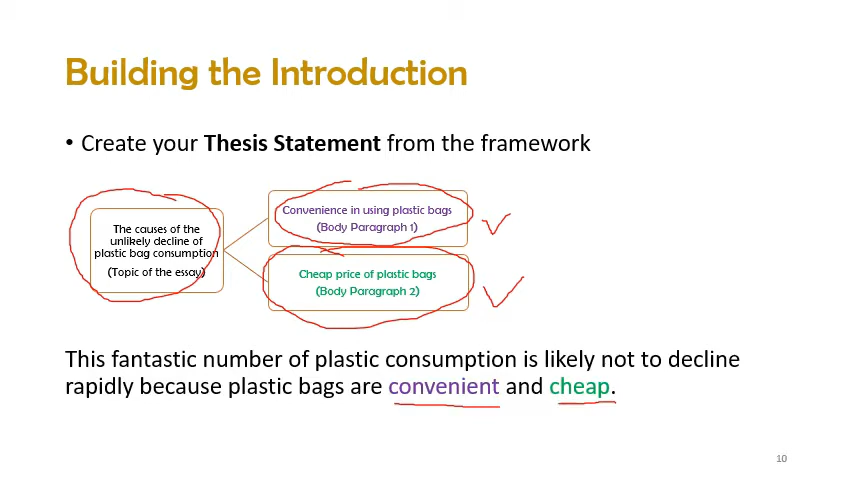 Building the Introduction
• Create your Thesis Statement from the framework
The causes of the
unlikely decline of
plastic bag consumption
(Topic of the essay)
Convenience in using plastic bags
(Body Paragraph 1)
Cheap price of plastic bags
(Body Paragraph 2)
This fantastic number of plastic consumption is likely not to decline
rapidly because plastic bags are convenient and cheap.
10